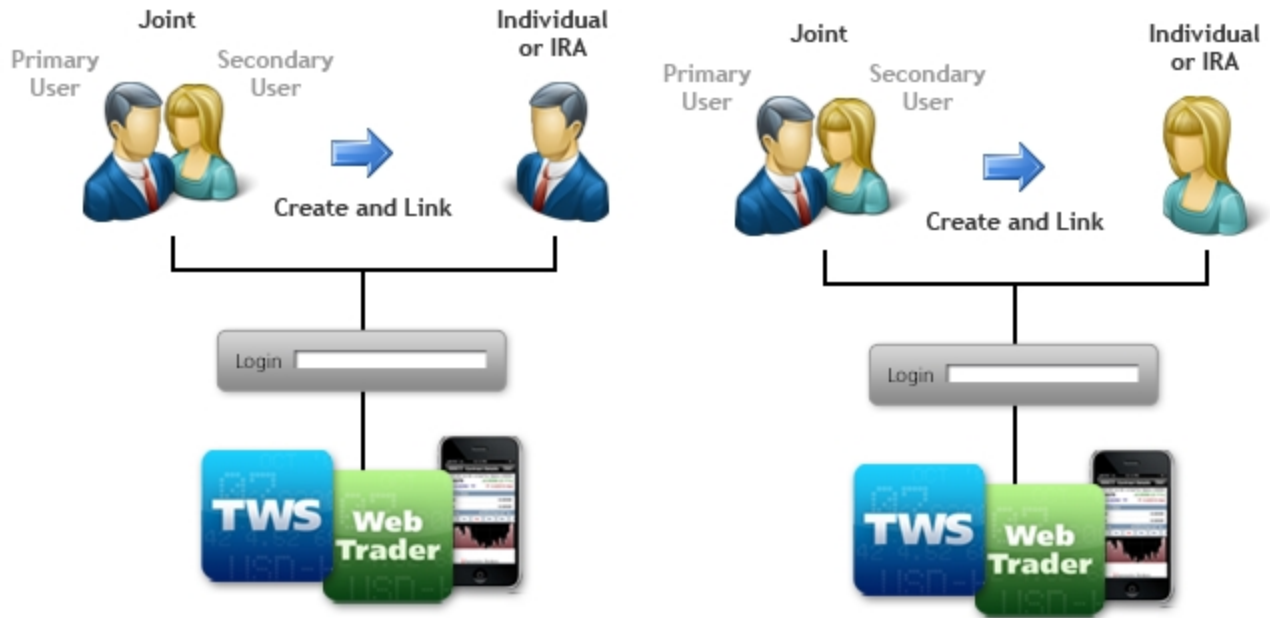 Joint
Individual
or IRA
Primary
User
Secondary
User
Create and Link
Login
TWS
Web
Trader
Joint
Individual
or IRA
Primary
User
Secondary
User
Create and Link
Login
TWS
Web
Trader